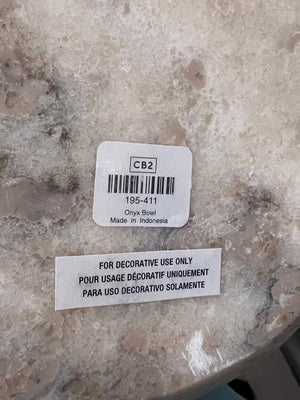 CB2
195-411
Onyx Bowl
Made in Indonesia
FOR DECORATIVE USE ONLY
POUR USAGE DÉCORATIF UNIQUEMENT
PARA USO DECORATIVO SOLAMENTE